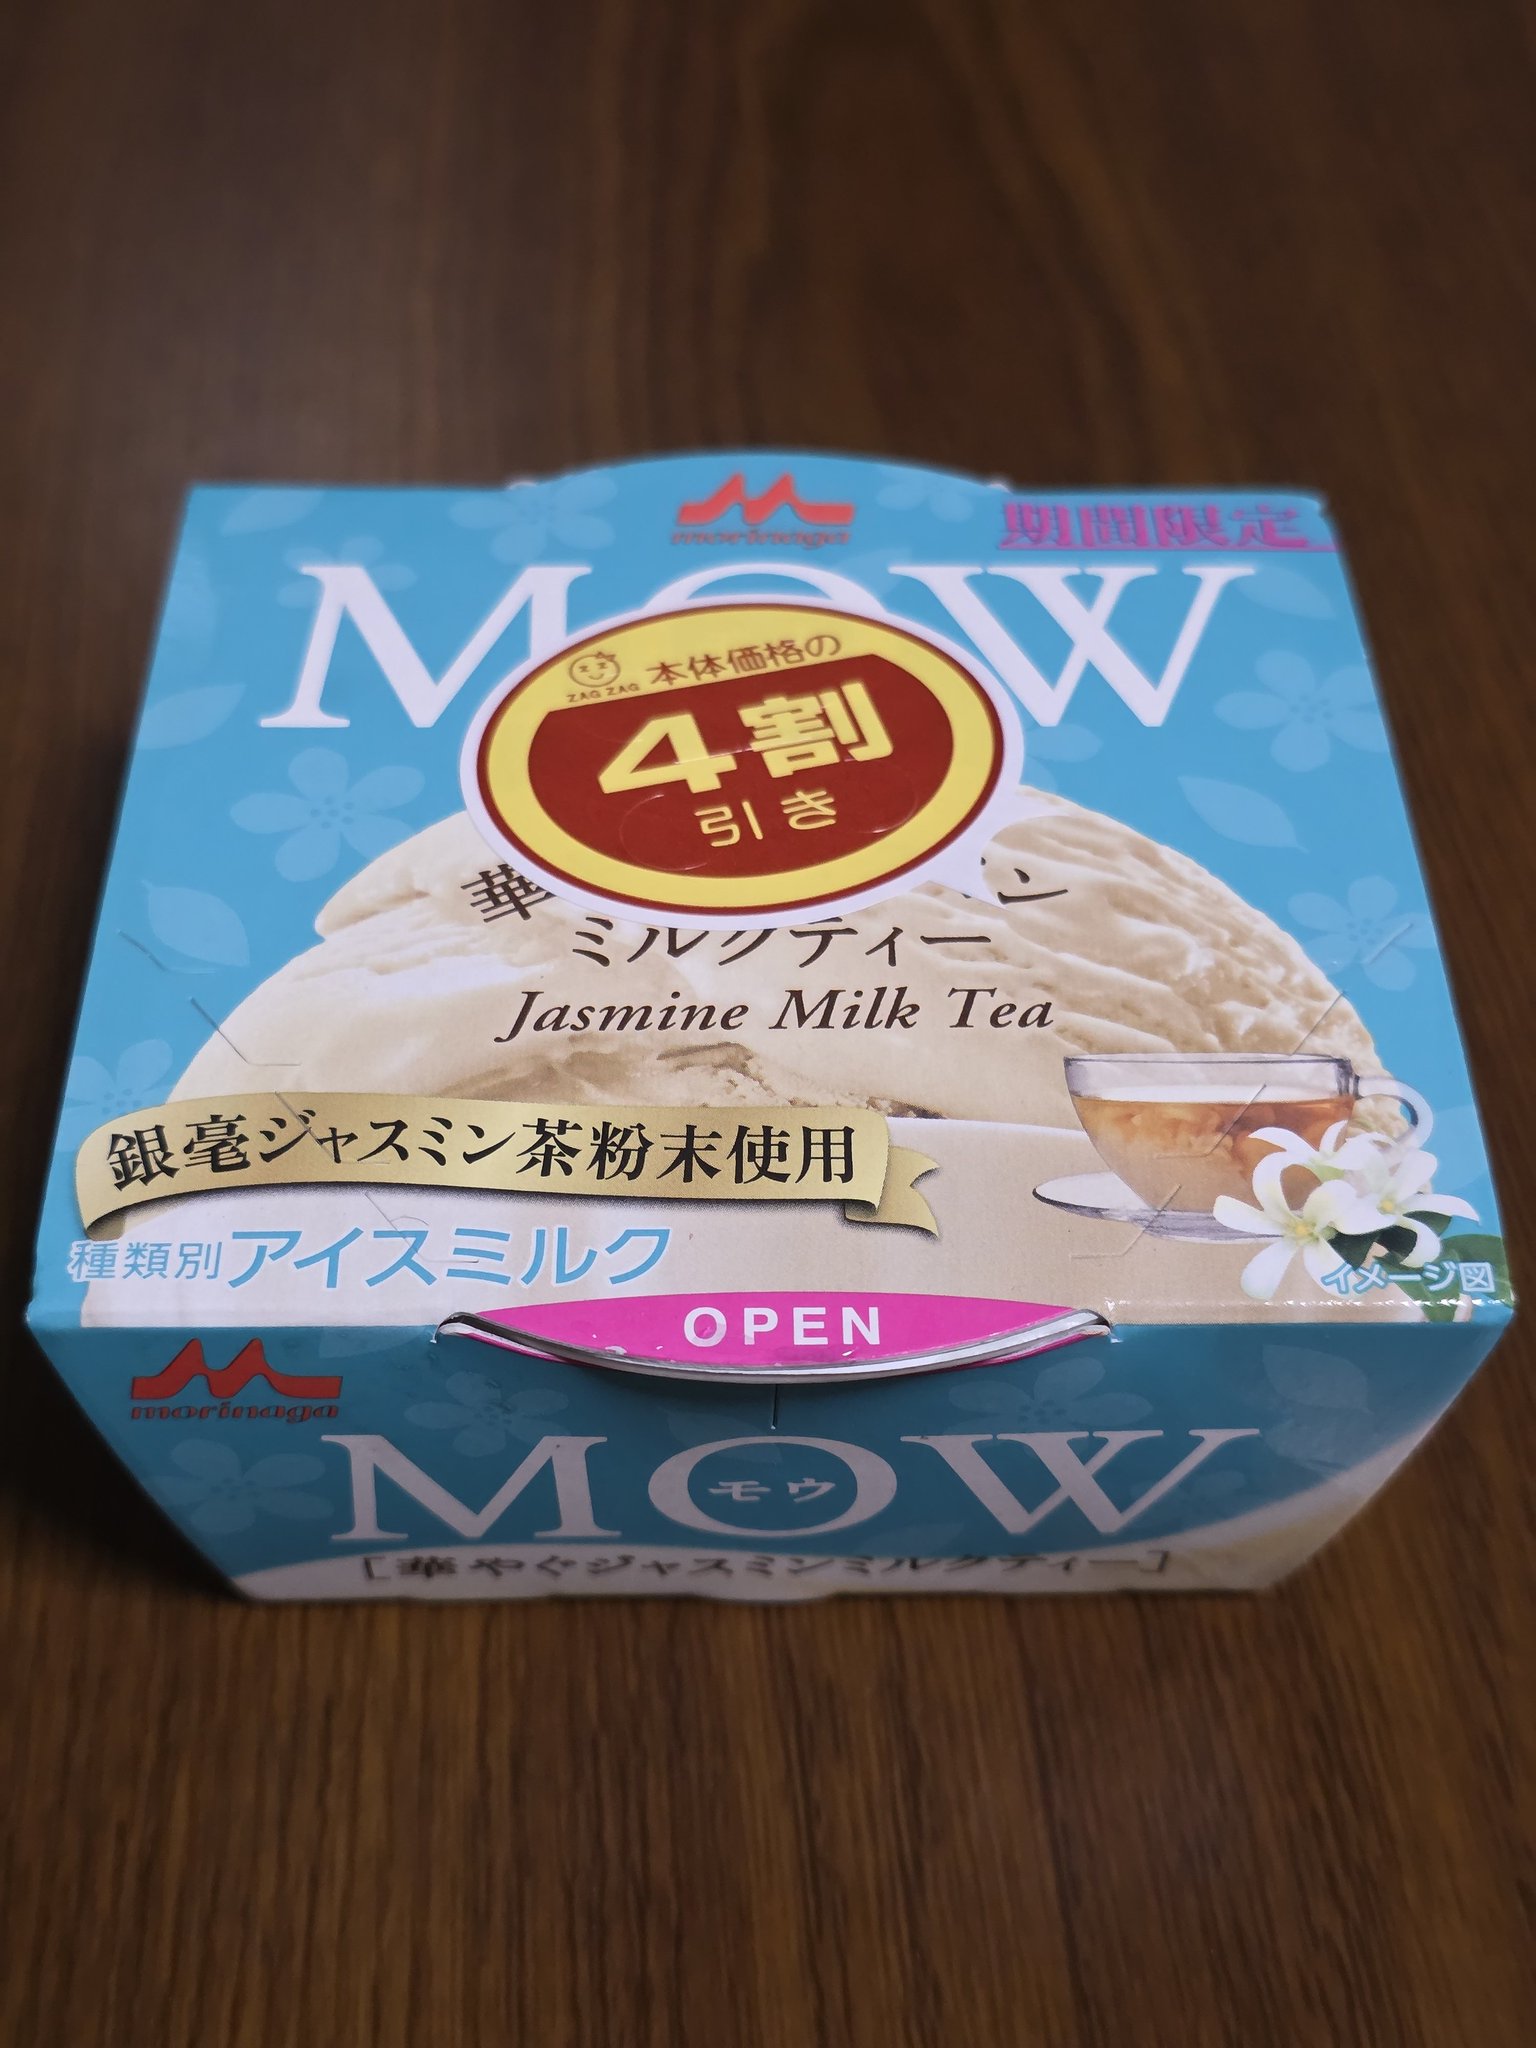 morinaga
期間限定
MOW
ZAG ZAG
本体価格の
4割
引き
華 ン
ミルクティー
Jasmine Milk Tea
銀毫ジャスミン茶粉末使用
種類別 アイスミルク
イメージ図
OPEN
morinaga
MOW
モウ
[華やぐジャスミンミルクティー]